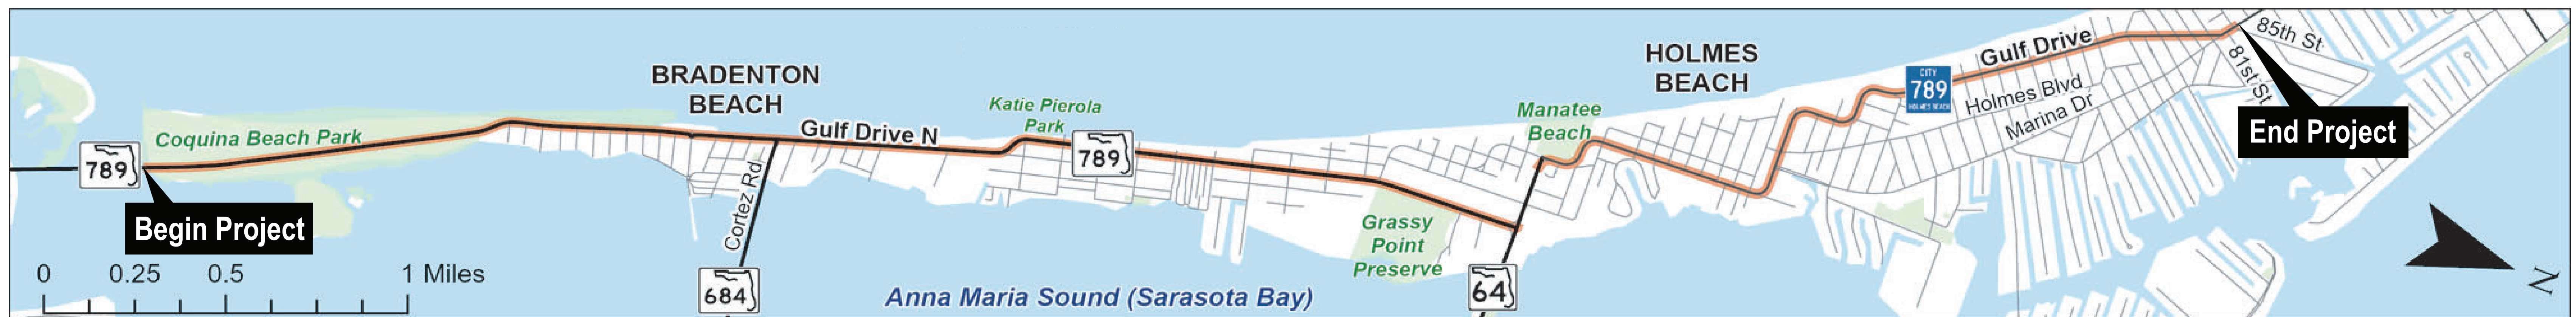 BRADENTON
BEACH
HOLMES
BEACH
Gulf Drive
85th St
81st St
CITY
789
HOLMES BEACH
Holmes Blvd
Marina Dr
End Project
Coquina Beach Park
789
Begin Project
Gulf Drive N
Katie Pierola
Park
789
Manatee
Beach
Cortez Rd
684
Grassy
Point
Preserve
64
Anna Maria Sound (Sarasota Bay)
0 0.25 0.5 1 Miles
N